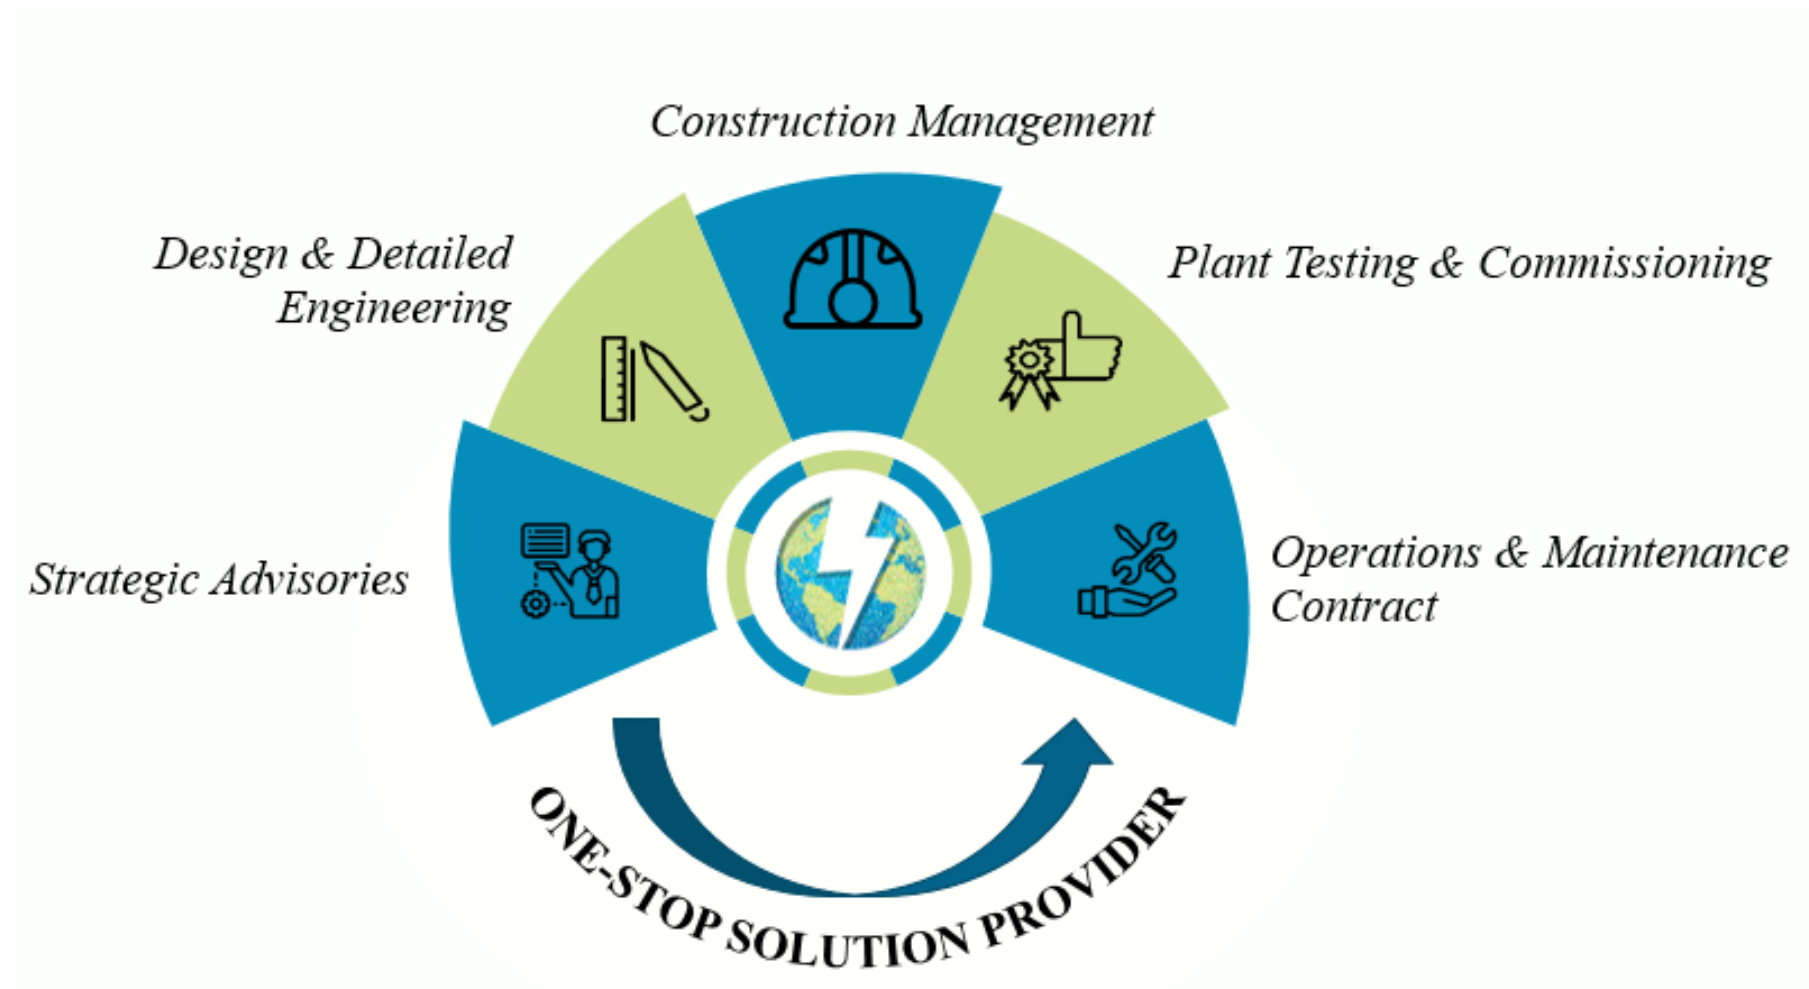 Construction Management
Design & Detailed
Engineering
Plant Testing & Commissioning
Strategic Advisories
Operations & Maintenance
Contract
ONE-STOP SOLUTION PROVIDER